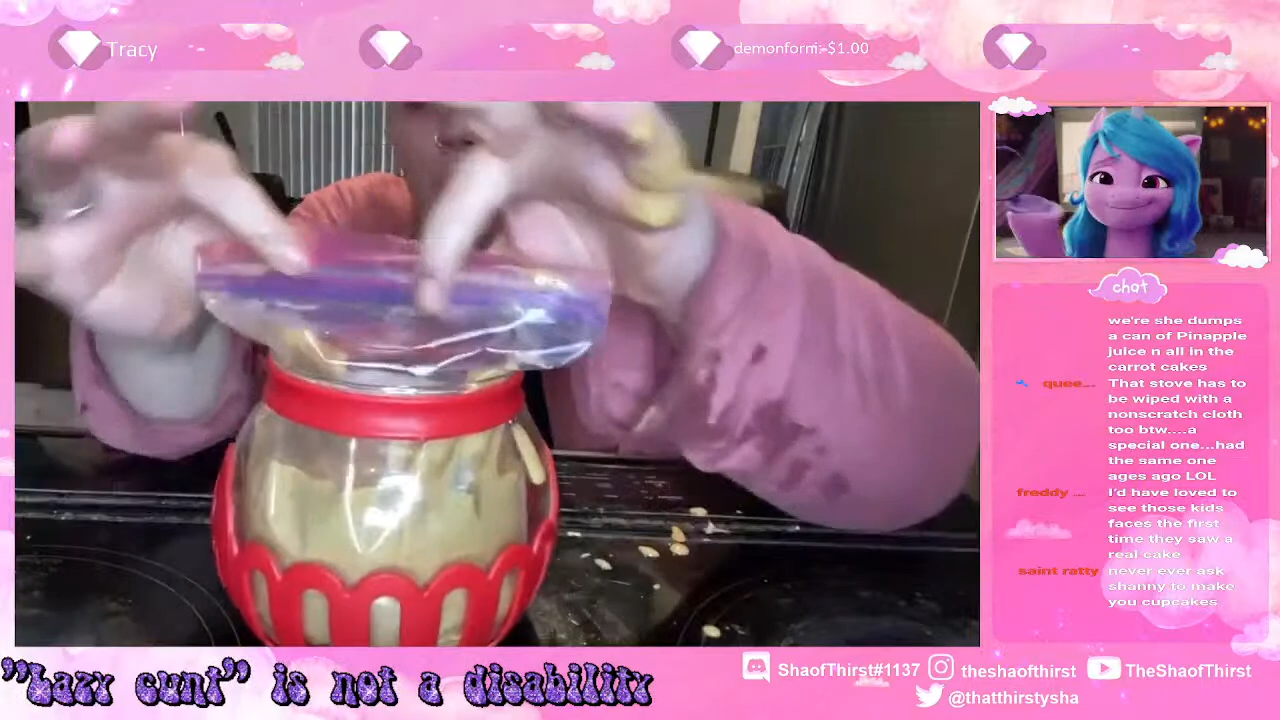 Tracy
demonform: $1.00
chat
we're she dumps
a can of Pinapple
juice n all in the
carrot cakes
quee... That stove has to
be wiped with a
nonscratch cloth
too btw....a
special one...had
the same one
ages ago LOL
freddy ... I'd have loved to
see those kids
faces the first
time they saw a
real cake
saint ratty never ever ask
shanny to make
you cupcakes
"Lazy cunt" is not a disability
ShaofThirst#1137 theshaofthirst TheShaofThirst
@thatthirstysha